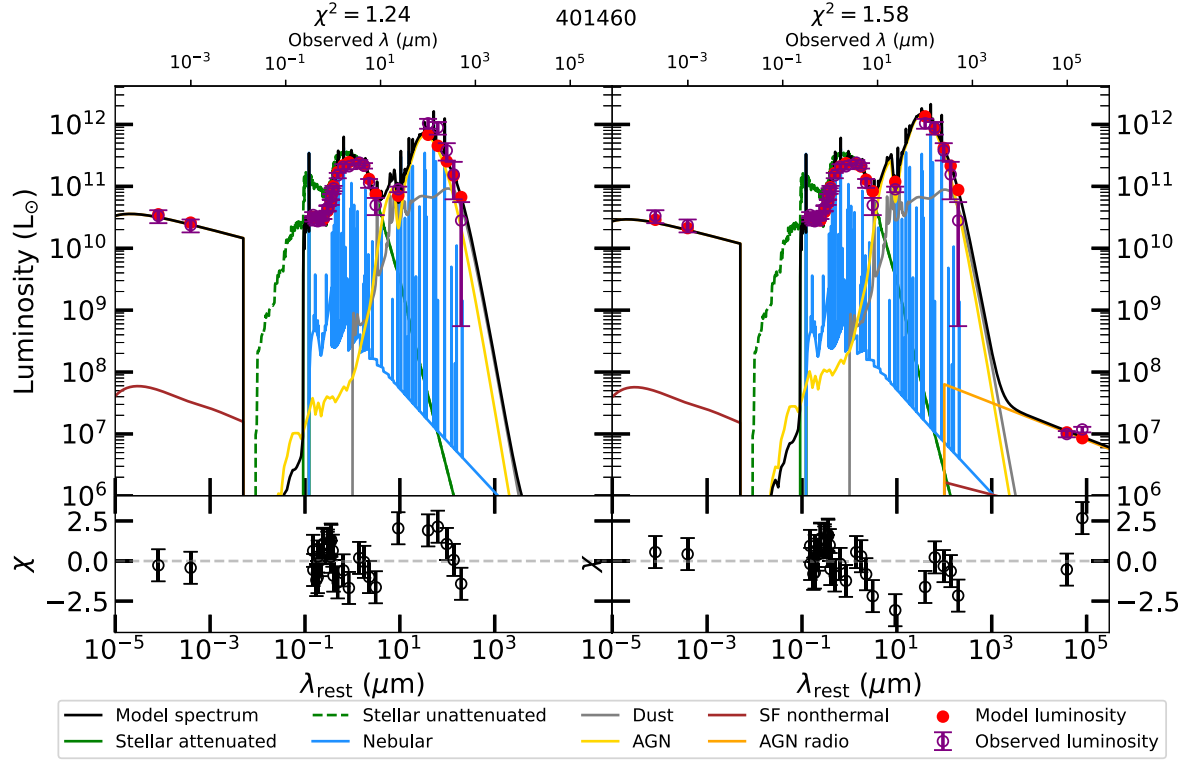 χ² = 1.24
401460
χ² = 1.58
Observed λ (μm)
Observed λ (μm)
10⁻³ 10⁻¹ 10¹ 10³ 10⁵
10⁻³ 10⁻¹ 10¹ 10³ 10⁵
10¹² 10¹²
10¹¹ 10¹¹
10¹⁰ 10¹⁰
10⁹ 10⁹
10⁸ 10⁸
10⁷ 10⁷
10⁶ 10⁶
Luminosity (L☉)
2.5 2.5
0.0 0.0
−2.5 −2.5
χ
χ
10⁻⁵ 10⁻³ 10⁻¹ 10¹ 10³
10⁻⁵ 10⁻³ 10⁻¹ 10¹ 10³ 10⁵
λrest (μm)
λrest (μm)
Model spectrum
Stellar attenuated
Stellar unattenuated
Nebular
Dust
AGN
SF nonthermal
AGN radio
Model luminosity
Observed luminosity